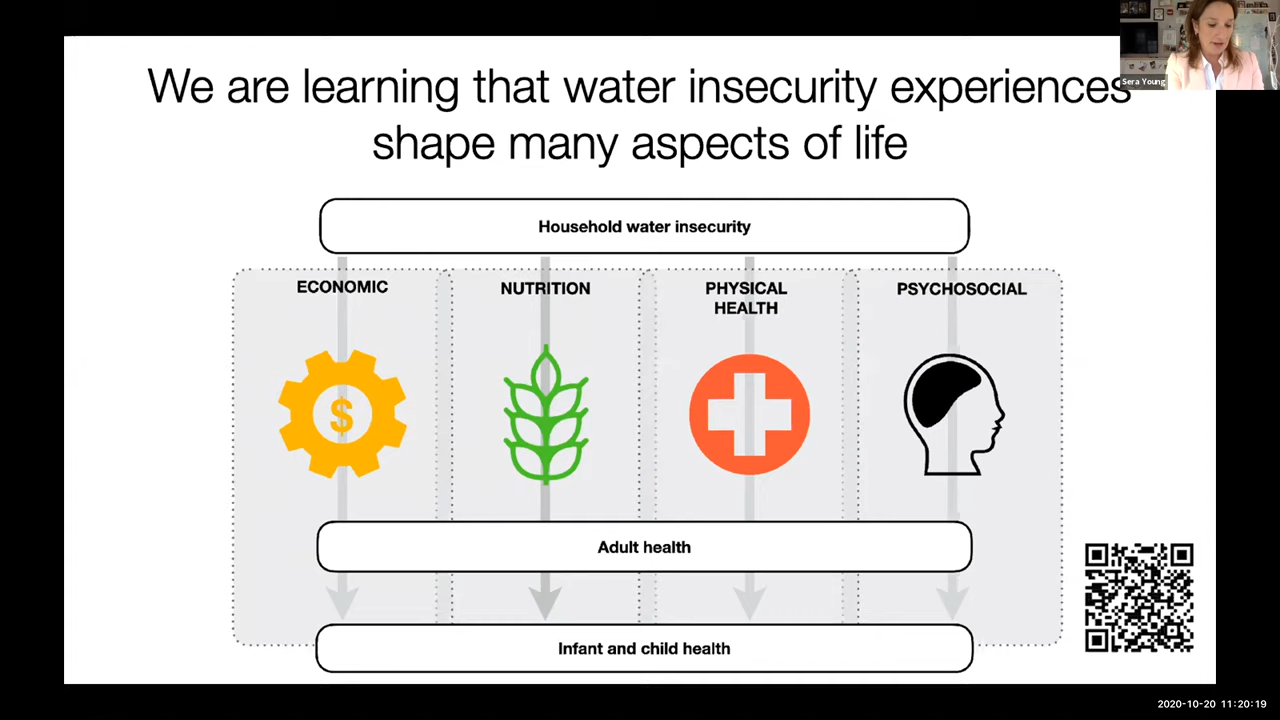 We are learning that water insecurity experiences
shape many aspects of life
Sera Young
Household water insecurity
ECONOMIC
NUTRITION
PHYSICAL
HEALTH
PSYCHOSOCIAL
$
Adult health
Infant and child health
2020-10-20 11:20:19